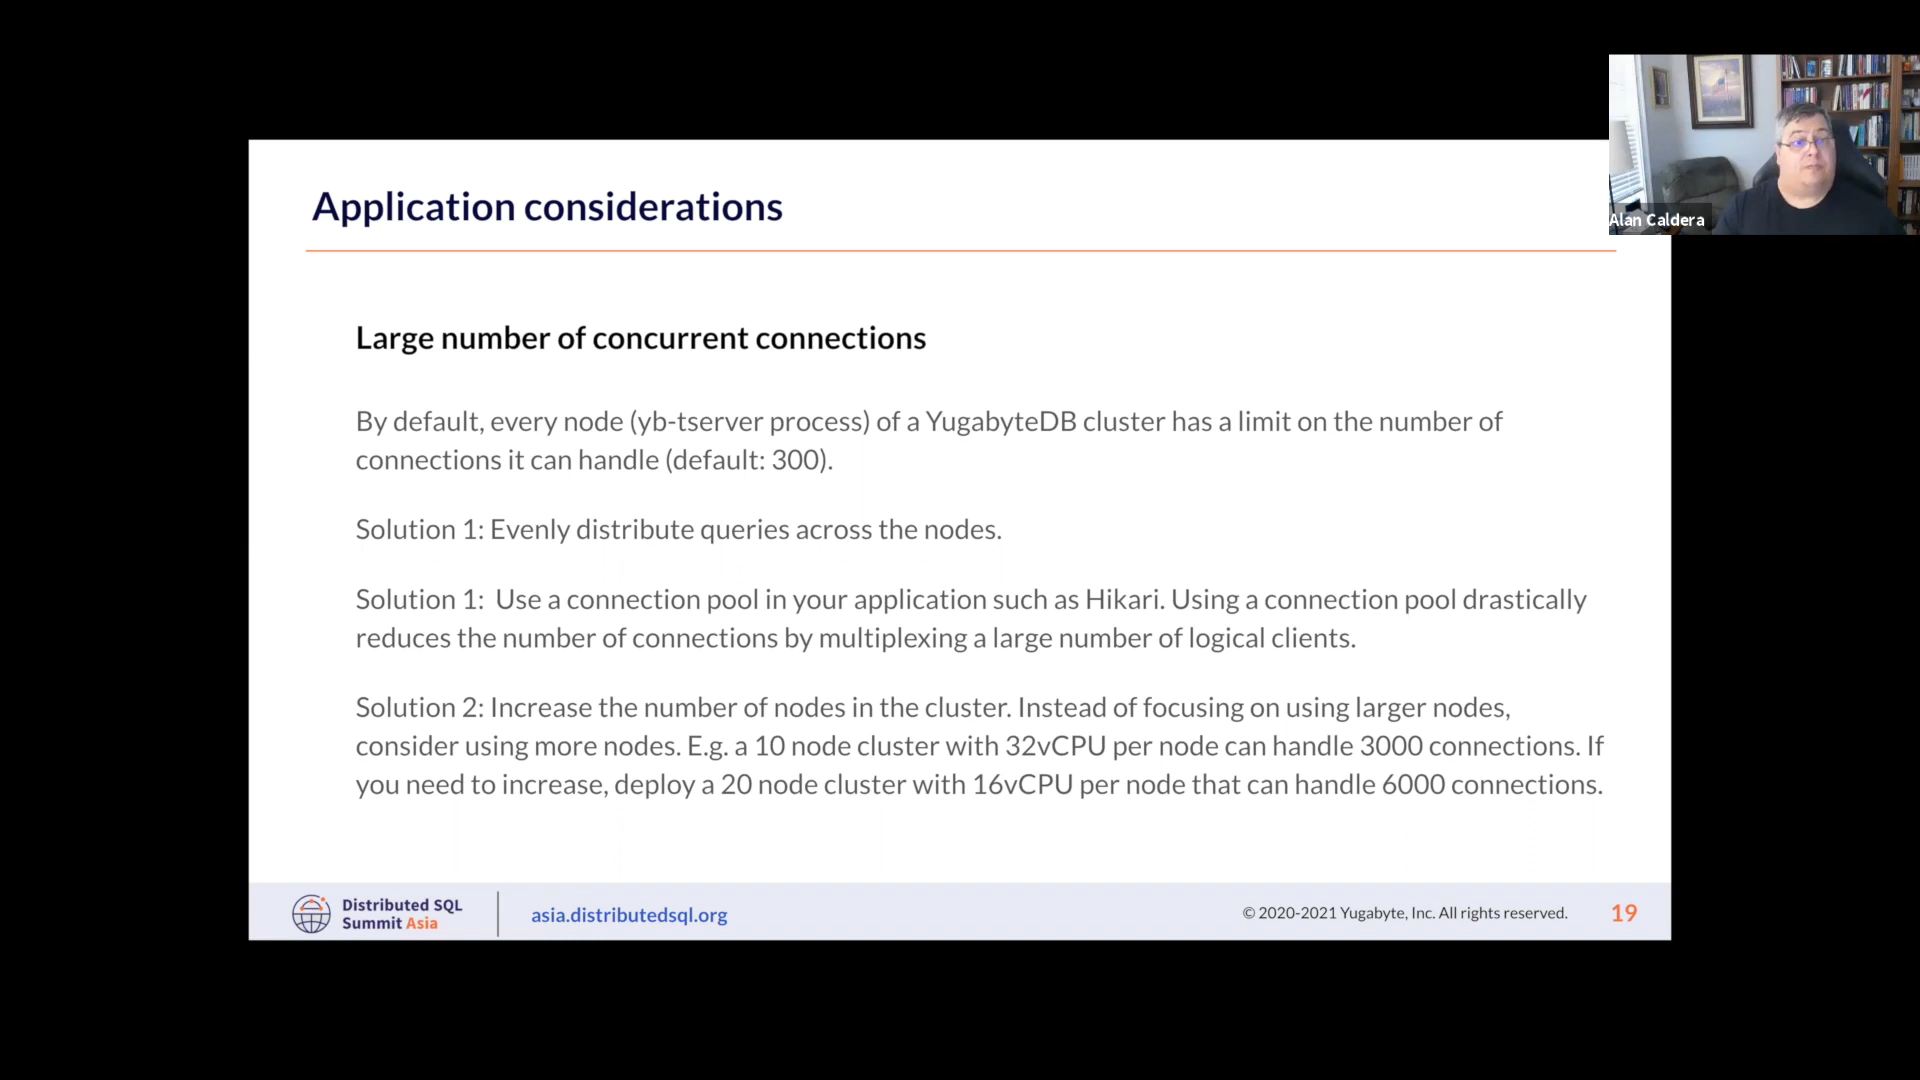 Application considerations
Alan Caldera
Large number of concurrent connections
By default, every node (yb-tserver process) of a YugabyteDB cluster has a limit on the number of
connections it can handle (default: 300).
Solution 1: Evenly distribute queries across the nodes.
Solution 1:  Use a connection pool in your application such as Hikari. Using a connection pool drastically
reduces the number of connections by multiplexing a large number of logical clients.
Solution 2: Increase the number of nodes in the cluster. Instead of focusing on using larger nodes,
consider using more nodes. E.g. a 10 node cluster with 32vCPU per node can handle 3000 connections. If
you need to increase, deploy a 20 node cluster with 16vCPU per node that can handle 6000 connections.
Distributed SQL
Summit Asia
asia.distributedsql.org
© 2020-2021 Yugabyte, Inc. All rights reserved.
19